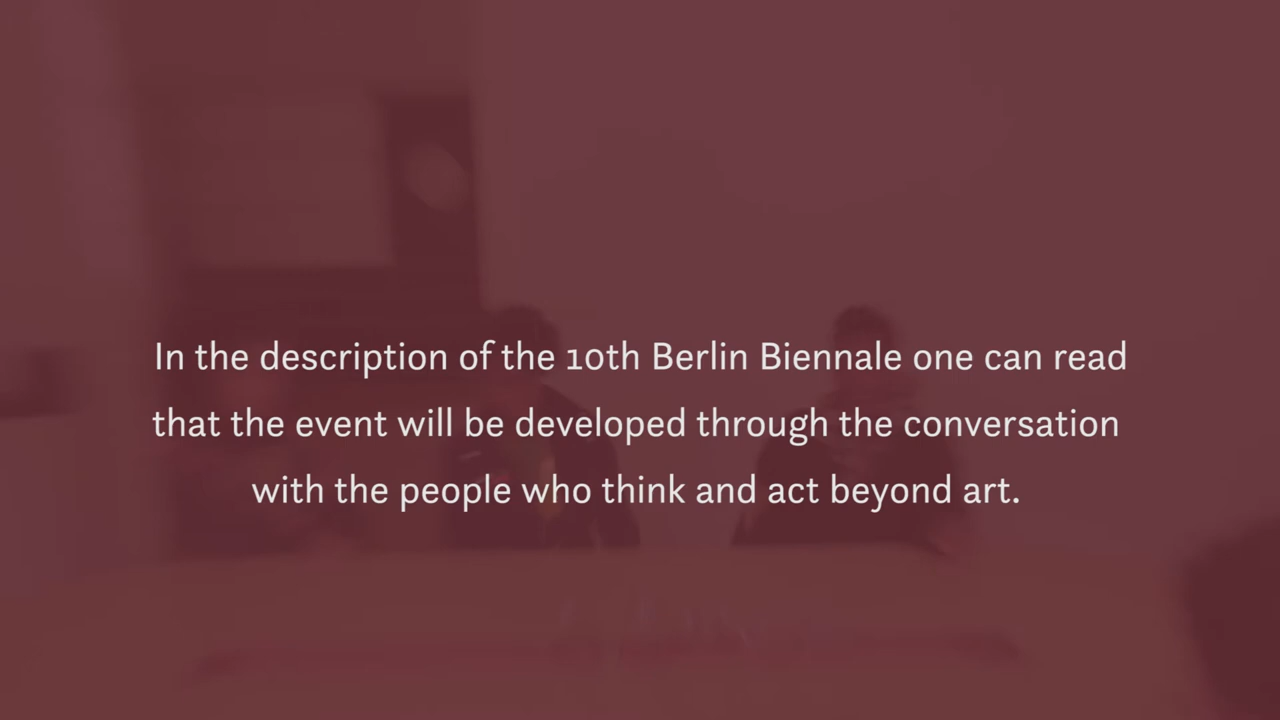 In the description of the 10th Berlin Biennale one can read
that the event will be developed through the conversation
with the people who think and act beyond art.